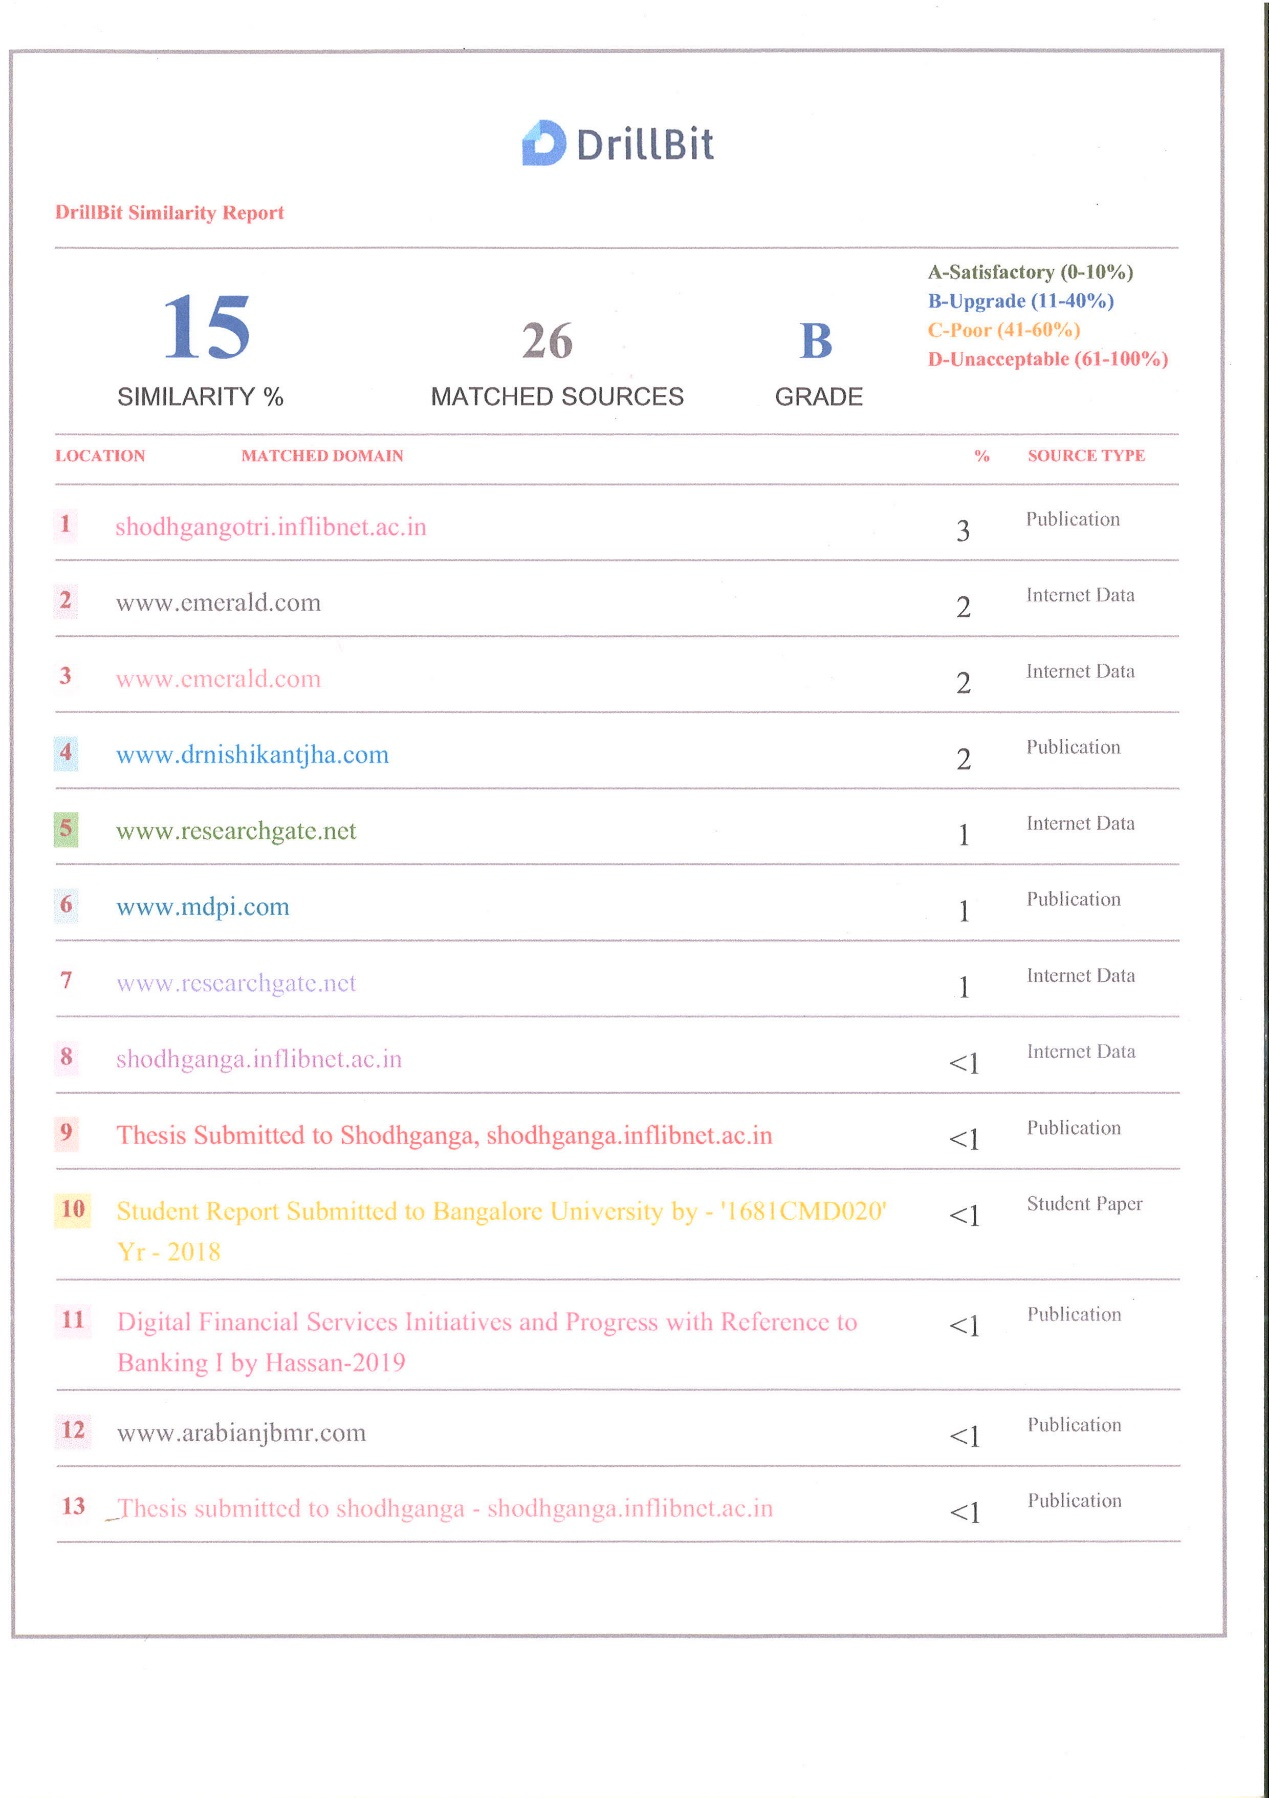 DrillBit
DrillBit Similarity Report
A-Satisfactory (0-10%)
B-Upgrade (11-40%)
C-Poor (41-60%)
D-Unacceptable (61-100%)
15
SIMILARITY %
26
MATCHED SOURCES
B
GRADE
LOCATION MATCHED DOMAIN % SOURCE TYPE
1 shodhgangotri.inflibnet.ac.in 3 Publication
2 www.emerald.com 2 Internet Data
3 www.emerald.com 2 Internet Data
4 www.drnishikantjha.com 2 Publication
5 www.researchgate.net 1 Internet Data
6 www.mdpi.com 1 Publication
7 www.researchgate.net 1 Internet Data
8 shodhganga.inflibnet.ac.in <1 Internet Data
9 Thesis Submitted to Shodhganga, shodhganga.inflibnet.ac.in <1 Publication
10 Student Report Submitted to Bangalore University by - '1681CMD020' <1 Student Paper
Yr - 2018
11 Digital Financial Services Initiatives and Progress with Reference to <1 Publication
Banking I by Hassan-2019
12 www.arabianjbmr.com <1 Publication
13 Thesis submitted to shodhganga - shodhganga.inflibnet.ac.in <1 Publication